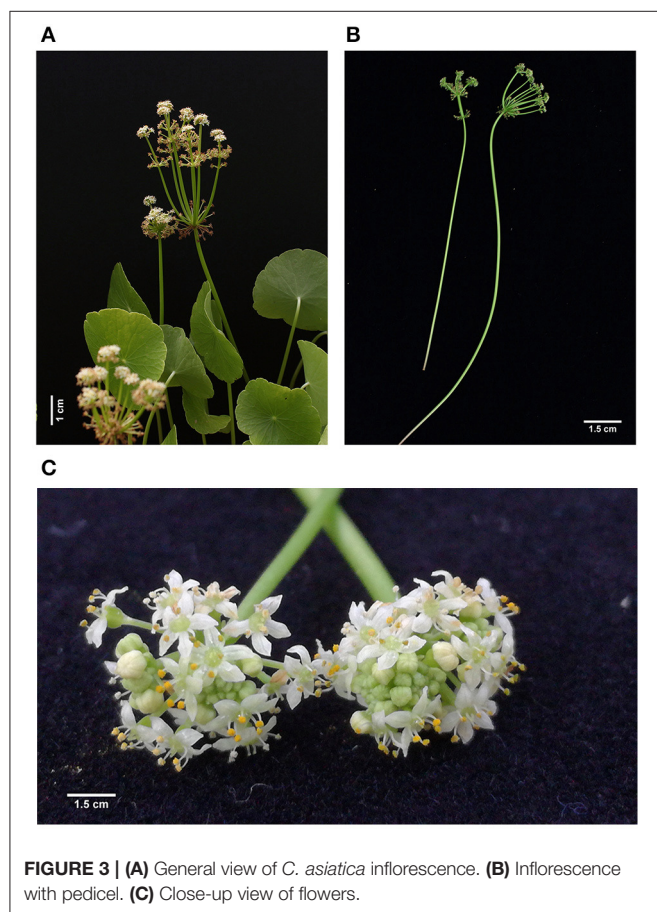 A
B
1 cm
1.5 cm
C
1.5 cm
FIGURE 3 | (A) General view of C. asiatica inflorescence. (B) Inflorescence
with pedicel. (C) Close-up view of flowers.